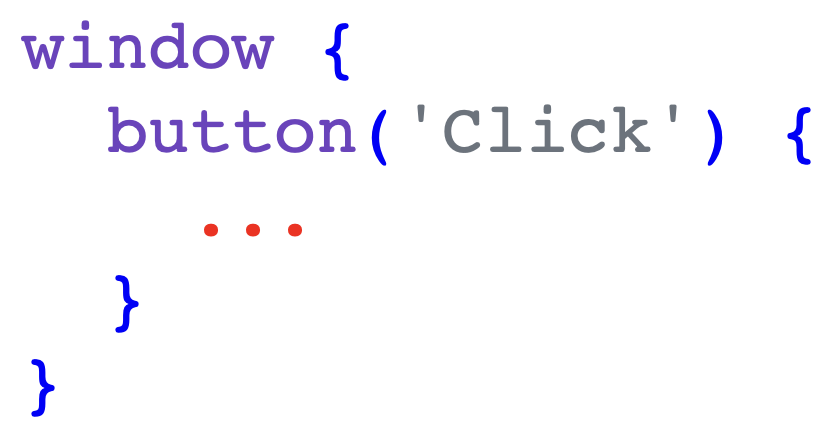 window {
  button('Click') {
    ...
  }
}